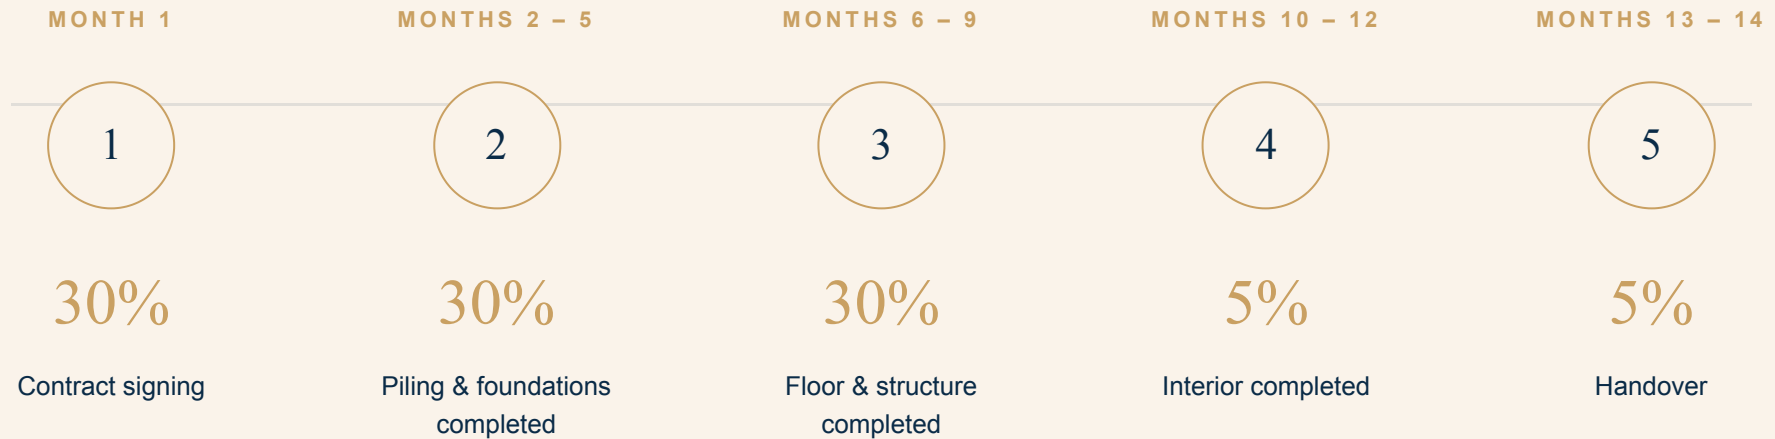 MONTH 1
MONTHS 2 – 5
MONTHS 6 – 9
MONTHS 10 – 12
MONTHS 13 – 14
1
2
3
4
5
30%
30%
30%
5%
5%
Contract signing
Piling & foundations
completed
Floor & structure
completed
Interior completed
Handover